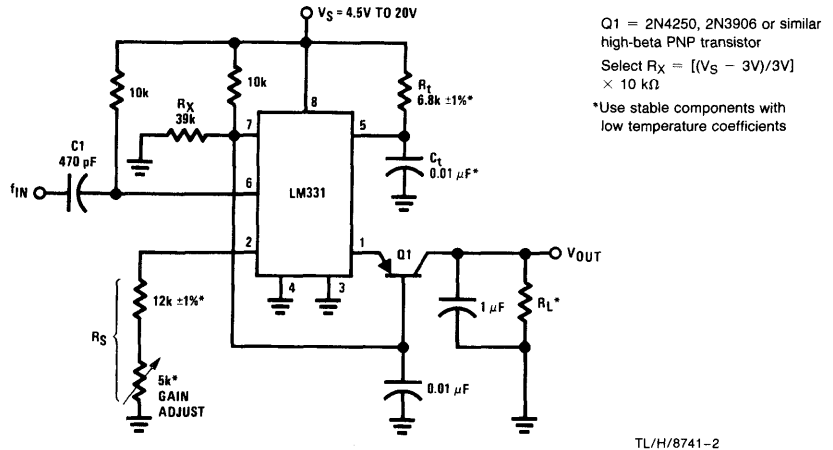 V_S = 4.5V TO 20V
Q1 = 2N4250, 2N3906 or similar
high-beta PNP transistor
Select R_X = [(V_S − 3V)/3V]
× 10 kΩ
*Use stable components with
low temperature coefficients
10k
10k
R_t
6.8k ±1%*
R_X
39k
8
7
5
C1
470 pF
C_t
0.01 μF*
f_IN
6
LM331
2
1
Q1
V_OUT
4
3
12k ±1%*
1 μF
R_L*
R_S
5k*
GAIN
ADJUST
0.01 μF
TL/H/8741–2